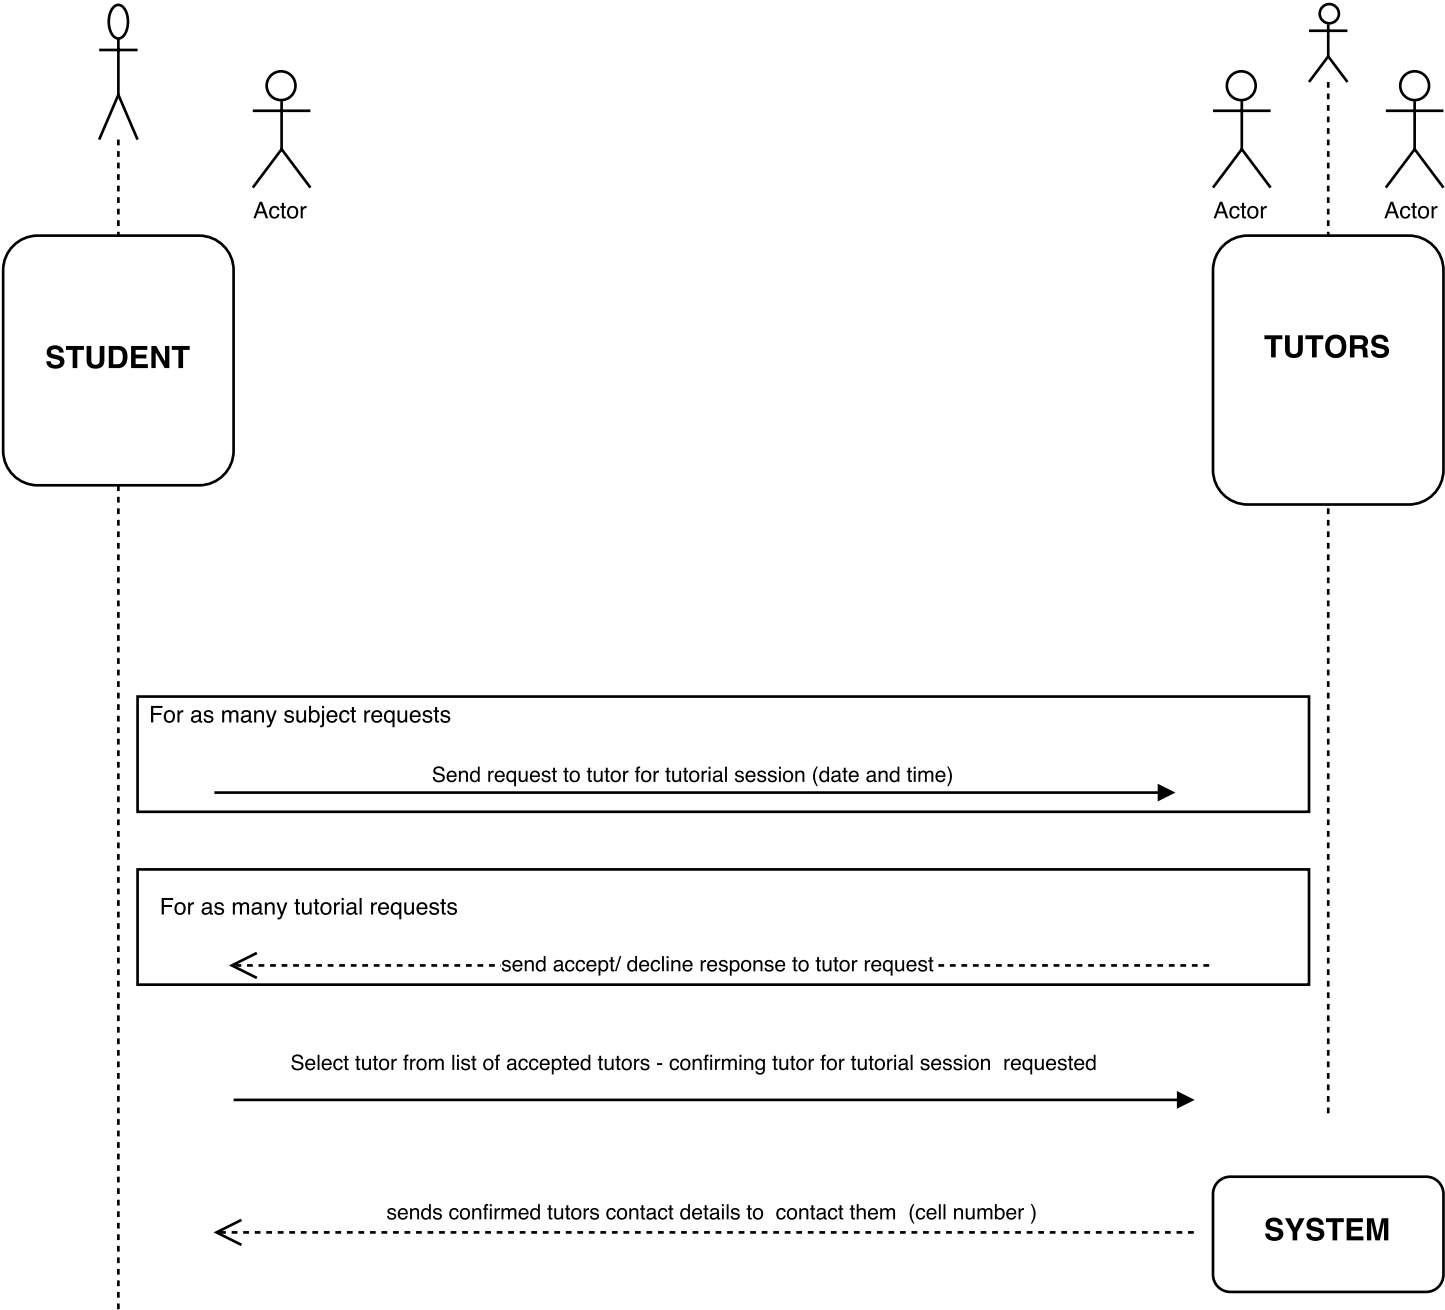 Actor
Actor
Actor
STUDENT
TUTORS
For as many subject requests
Send request to tutor for tutorial session (date and time)
For as many tutorial requests
send accept/ decline response to tutor request
Select tutor from list of accepted tutors - confirming tutor for tutorial session  requested
sends confirmed tutors contact details to  contact them  (cell number )
SYSTEM